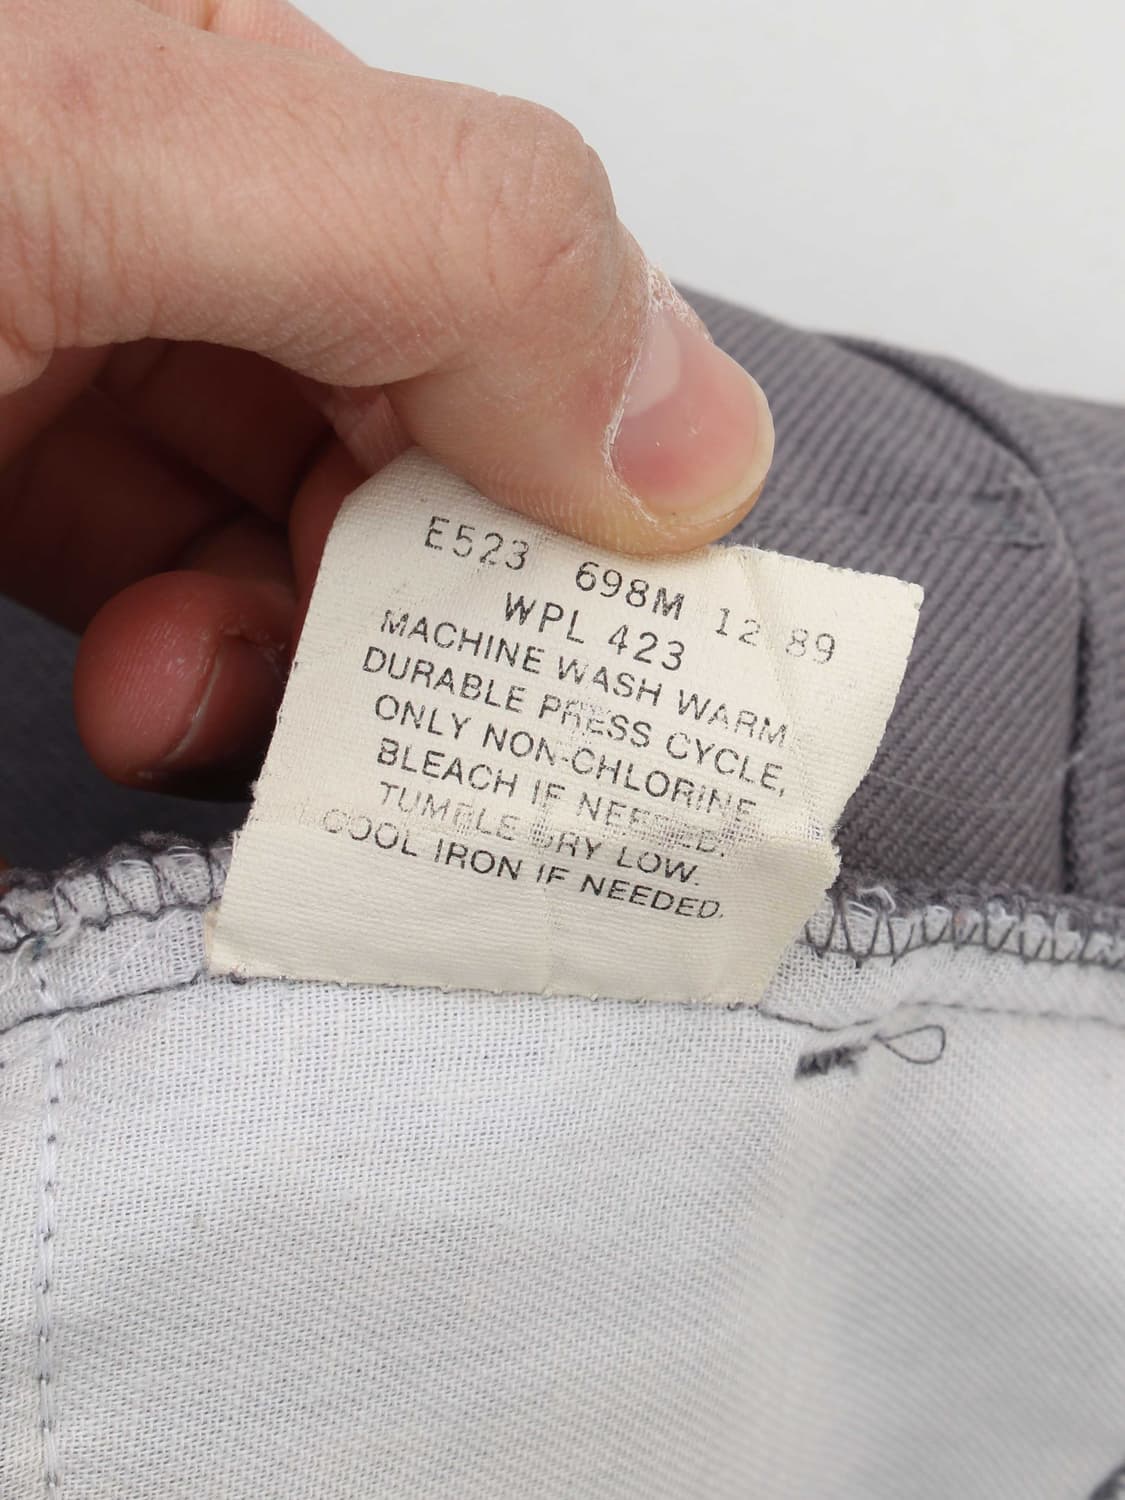 E523 698M 12 89
WPL 423
MACHINE WASH WARM
DURABLE PRESS CYCLE,
ONLY NON-CHLORINE
BLEACH IF NEEDED.
TUMBLE DRY LOW.
COOL IRON IF NEEDED.